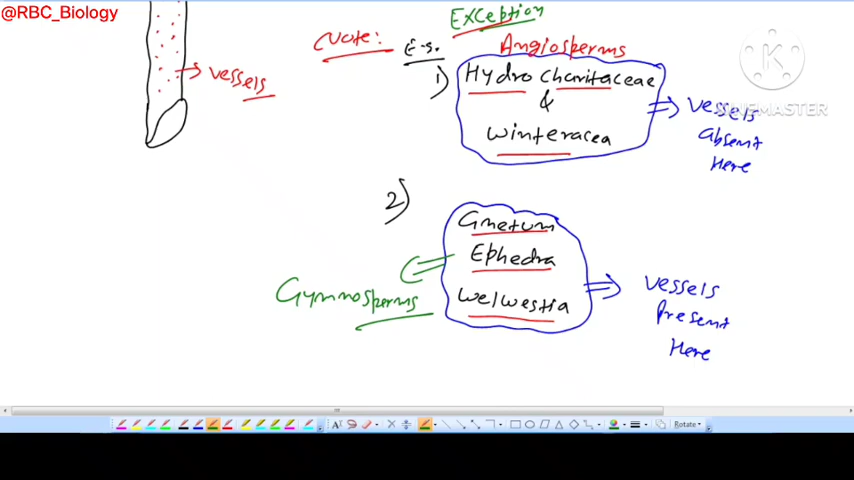 @RBC_Biology
EXCEPTION
Note:
E.g.
Angiosperms
1)
Hydrocharitaceae
&
Winteracea
vessels
Absent
Here
vessels
K
KINEMASTER
2)
Gnetum
Ephedra
Welwestia
Gymnosperms
vessels
Present
Here
Rotate